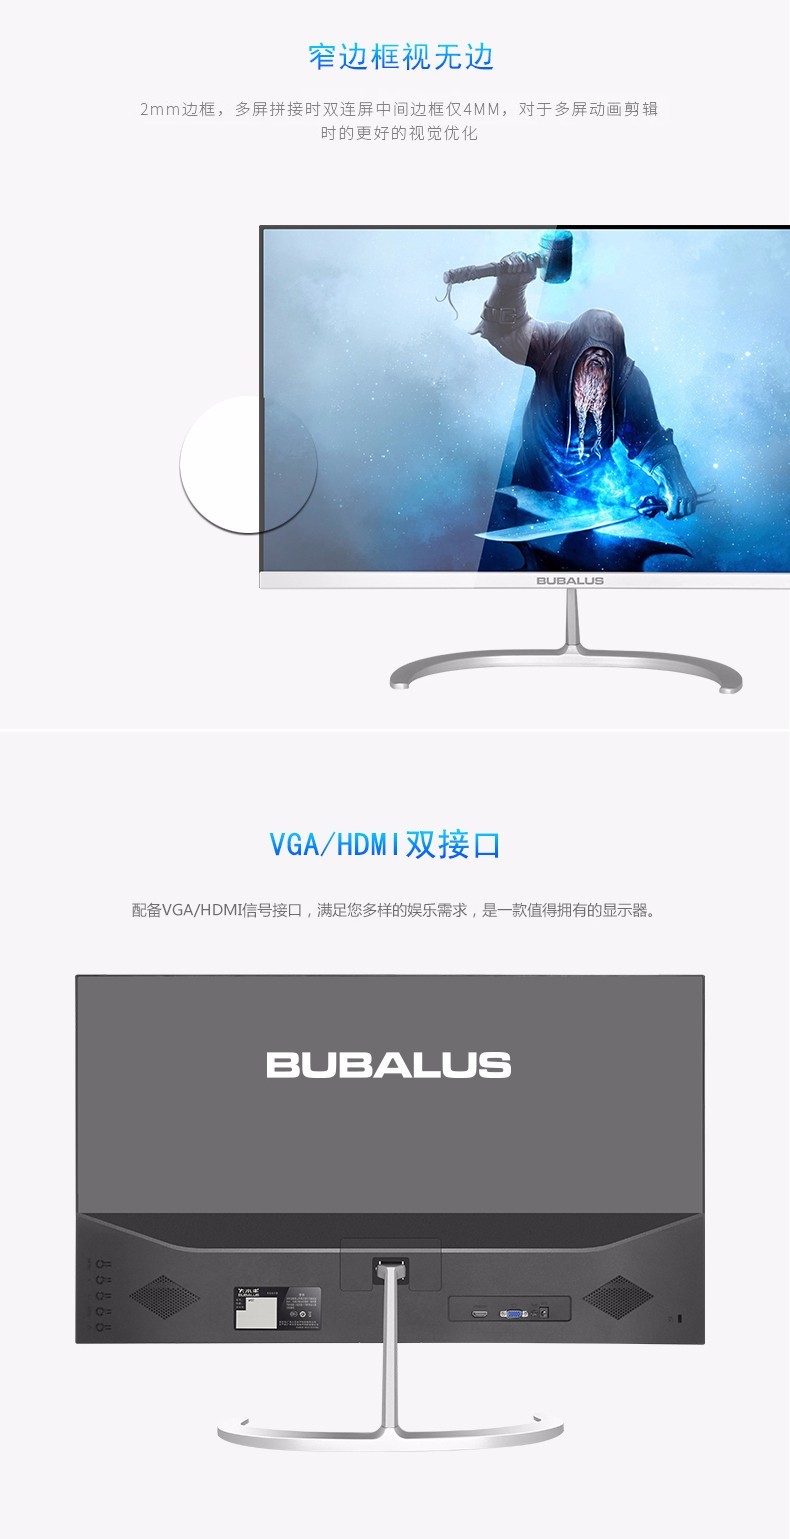 窄边框视无边
2mm边框，多屏拼接时双连屏中间边框仅4MM，对于多屏动画剪辑
时的更好的视觉优化
BUBALUS
VGA/HDMI双接口
配备VGA/HDMI信号接口，满足您多样的娱乐需求，是一款值得拥有的显示器。
BUBALUS
BUBALUS